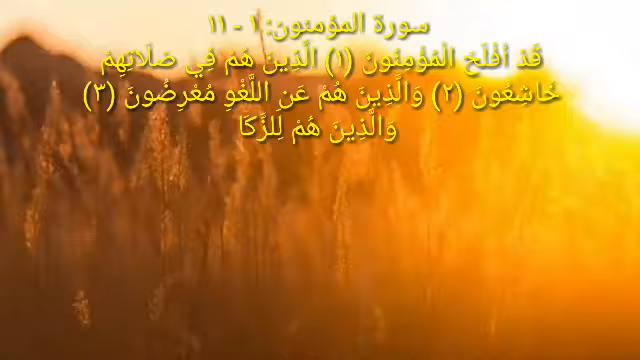 سورة المؤمنون: ١ - ١١
قَدْ أَفْلَحَ الْمُؤْمِنُونَ (١) الَّذِينَ هُمْ فِي صَلَاتِهِمْ
خَاشِعُونَ (٢) وَالَّذِينَ هُمْ عَنِ اللَّغْوِ مُعْرِضُونَ (٣)
وَالَّذِينَ هُمْ لِلزَّكَا